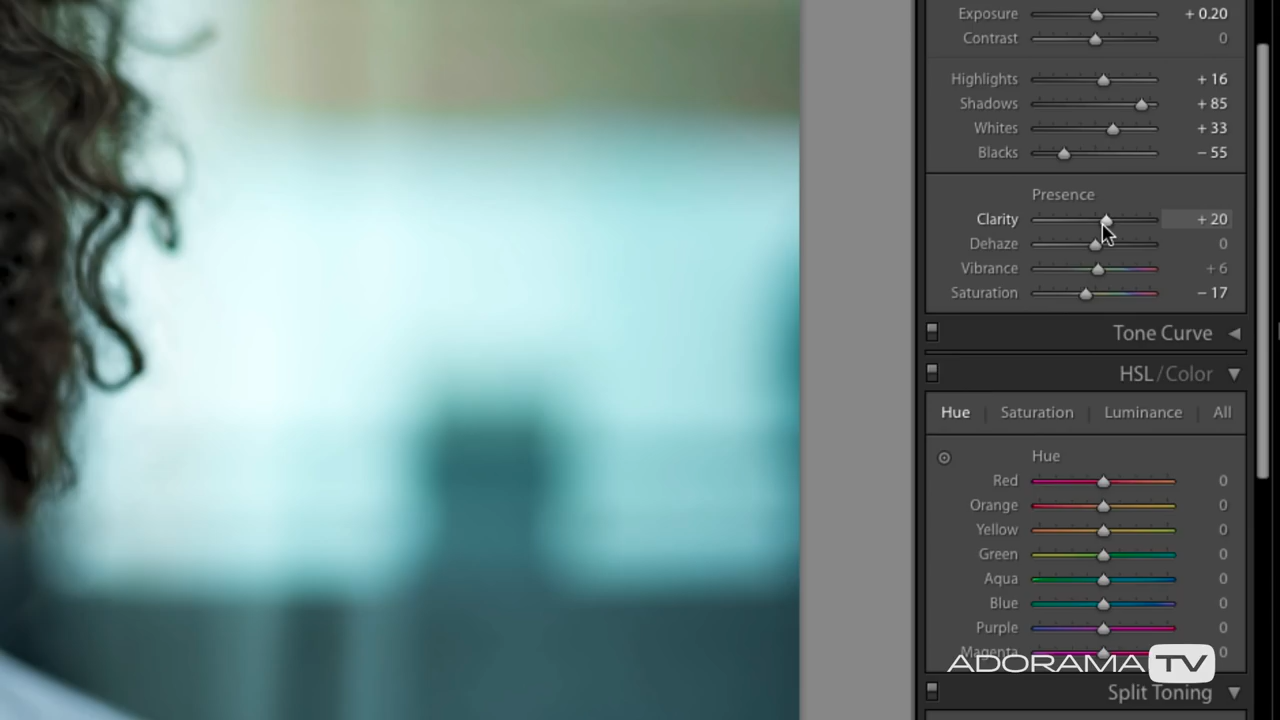 Exposure + 0.20
Contrast 0
Highlights + 16
Shadows + 85
Whites + 33
Blacks – 55
Presence
Clarity + 20
Dehaze 0
Vibrance + 6
Saturation – 17
Tone Curve
HSL / Color
Hue Saturation Luminance All
Hue
Red 0
Orange 0
Yellow 0
Green 0
Aqua 0
Blue 0
Purple 0
Magenta
ADORAMA TV
Split Toning